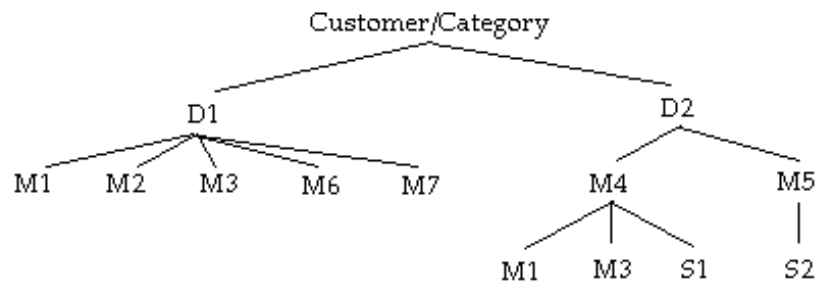 Customer/Category
D1 D2
M1 M2 M3 M6 M7 M4 M5
M1 M3 S1 S2